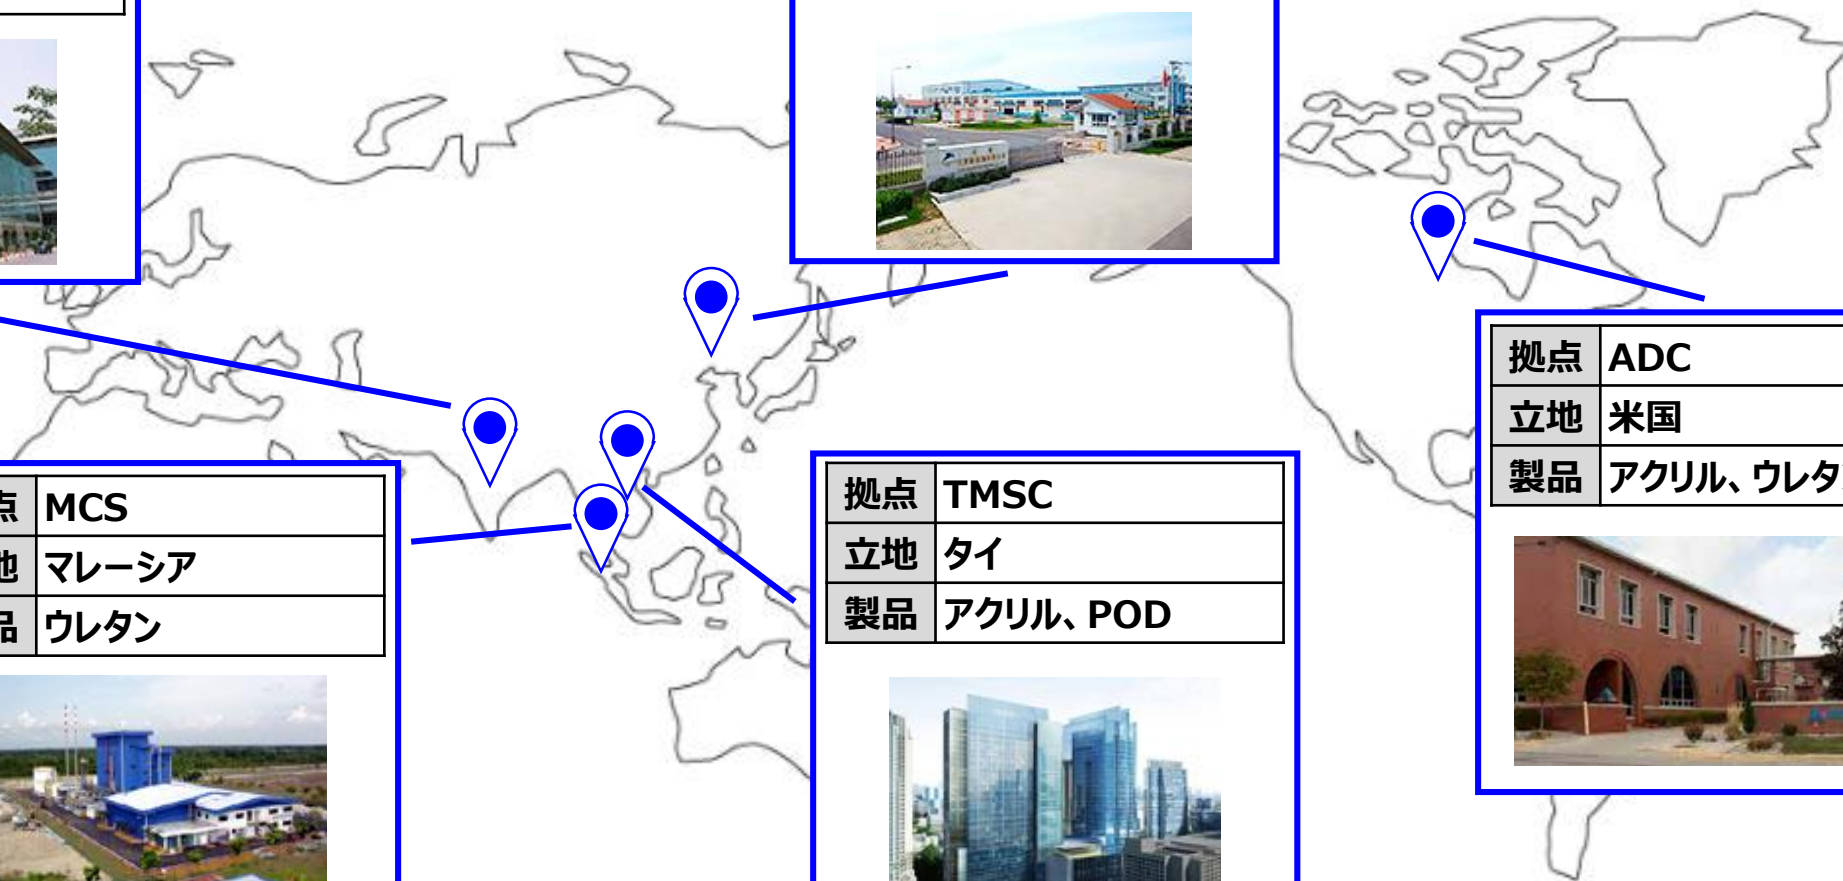 拠点 ADC
立地 米国
製品 アクリル、ウレタ
点 MCS
地 マレーシア
品 ウレタン
拠点 TMSC
立地 タイ
製品 アクリル、POD